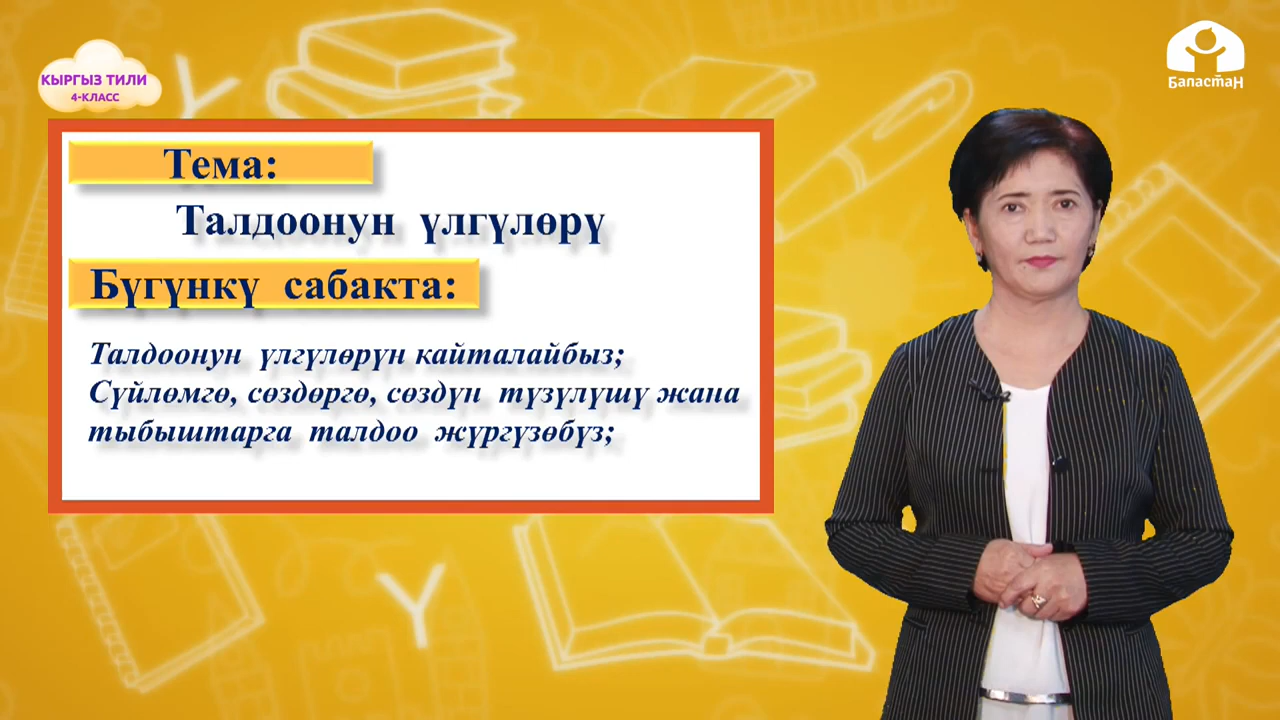 КЫРГЫЗ ТИЛИ
4-КЛАСС
Баластан
Тема:
Талдоонун үлгүлөрү
Бүгүнкү сабакта:
Талдоонун үлгүлөрүн кайталайбыз;
Сүйлөмгө, сөздөргө, сөздүн түзүлүшү жана
тыбыштарга талдоо жүргүзөбүз;
Y
Y